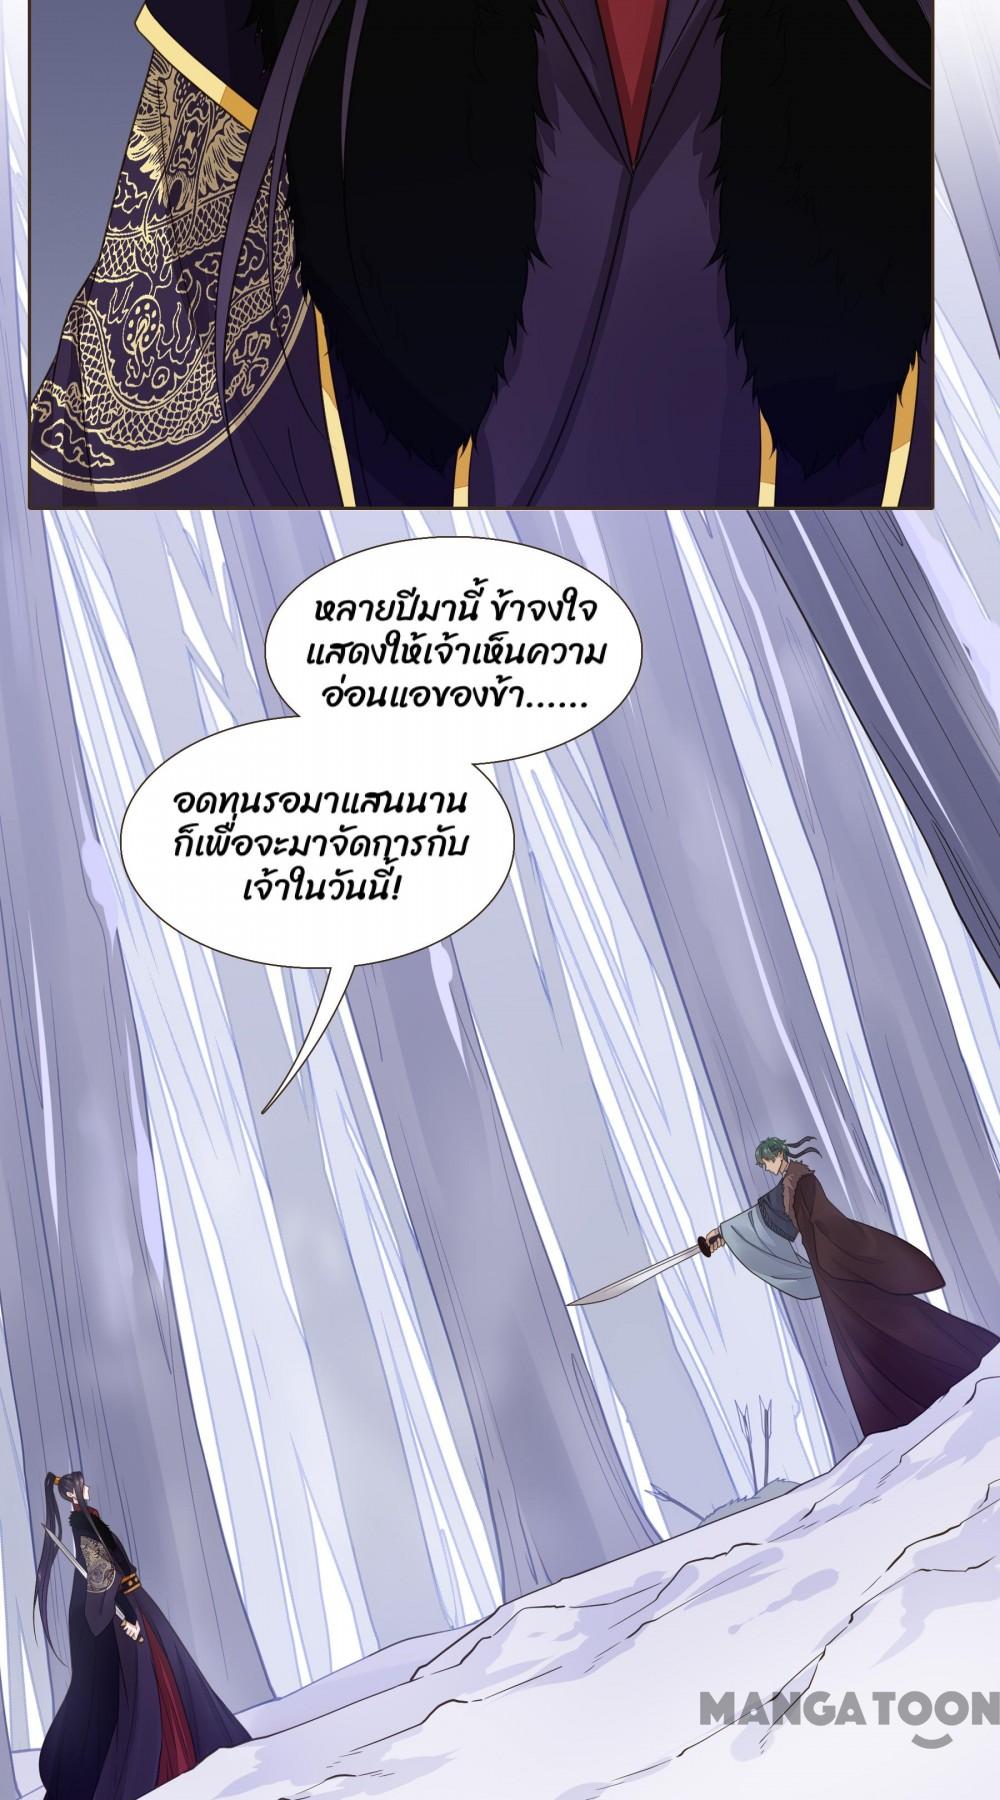 หลายปีมานี้ ข้าจงใจ
แสดงให้เจ้าเห็นความ
อ่อนแอของข้า......
อดทนรอมาแสนนาน
ก็เพื่อจะมาจัดการกับ
เจ้าในวันนี้!
MANGATOON